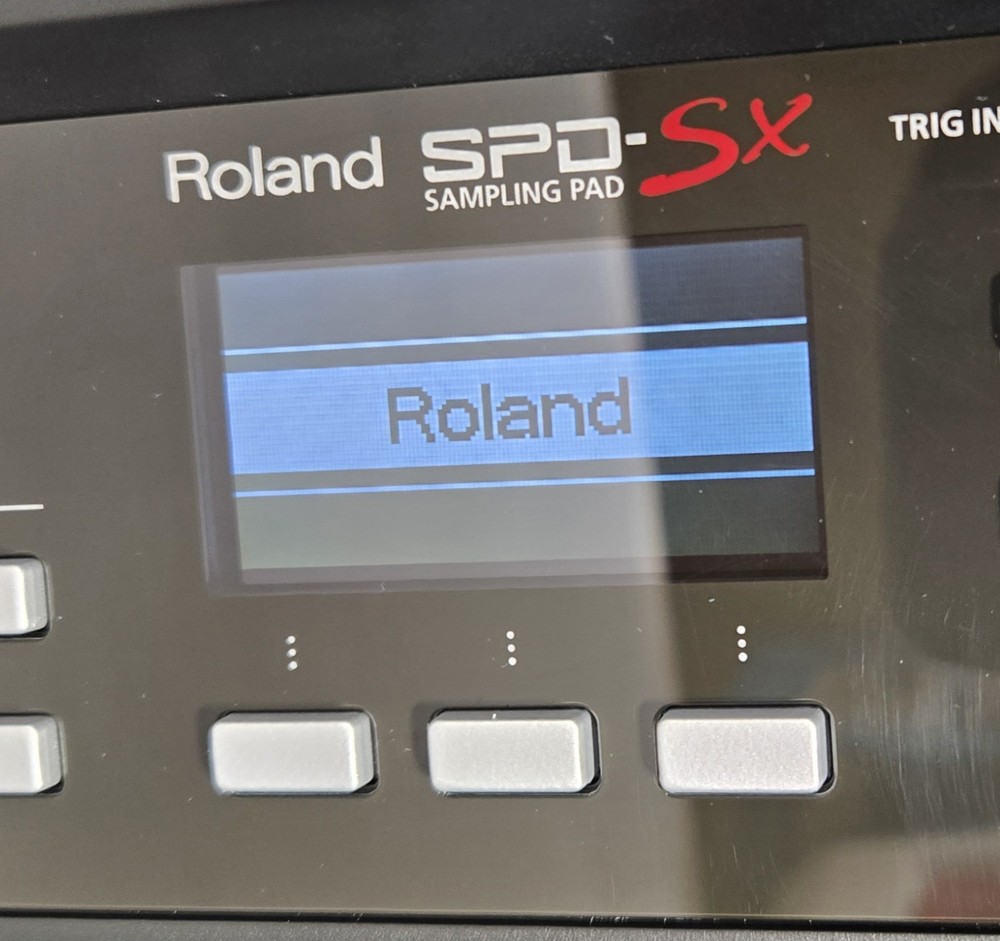 Roland SPD-SX
SAMPLING PAD
TRIG IN
Roland